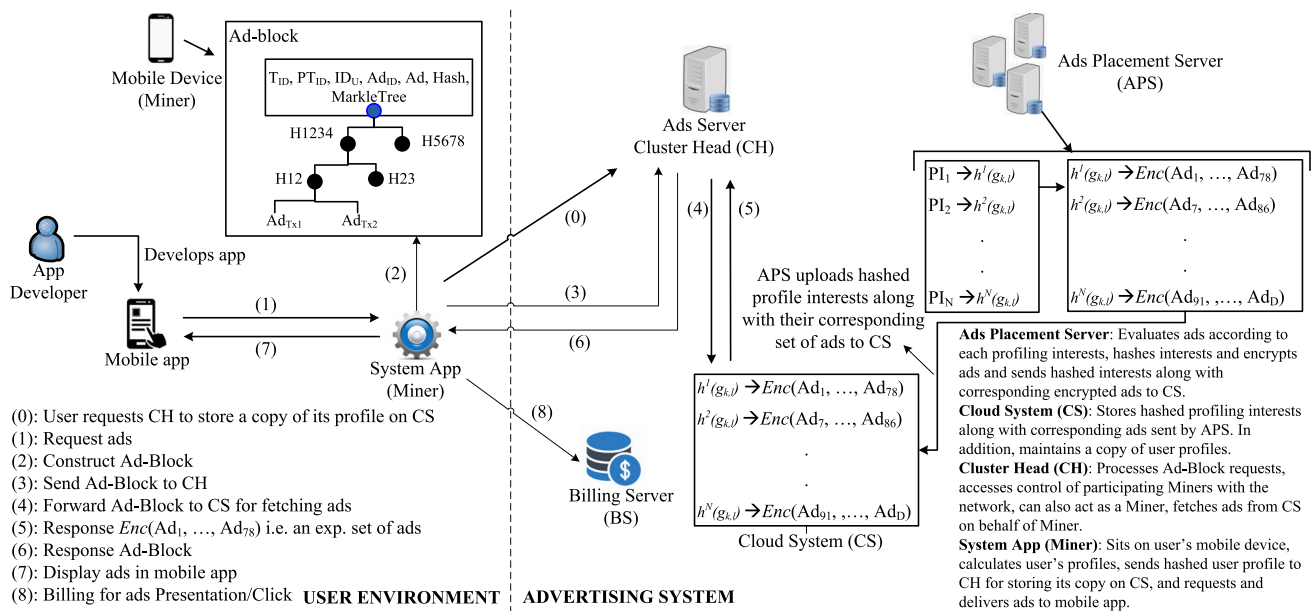 Mobile Device
(Miner)
Ad-block
T_ID, PT_ID, ID_U, Ad_ID, Ad, Hash,
MarkleTree
H1234
H5678
H12
H23
Ad_Tx1
Ad_Tx2
App
Developer
Develops app
Mobile app
(1)
(7)
(2)
System App
(Miner)
(0)
(3)
(6)
(8)
Ads Server
Cluster Head (CH)
(4)
(5)
Billing Server
(BS)
Ads Placement Server
(APS)
PI_1 → h^1(g_k,l)
PI_2 → h^2(g_k,l)
.
.
PI_N → h^N(g_k,l)
h^1(g_k,l) → Enc(Ad_1, …, Ad_78)
h^2(g_k,l) → Enc(Ad_7, …, Ad_86)
.
.
h^N(g_k,l) → Enc(Ad_91, ,…, Ad_D)
APS uploads hashed
profile interests along
with their corresponding
set of ads to CS
h^1(g_k,l) → Enc(Ad_1, …, Ad_78)
h^2(g_k,l) → Enc(Ad_7, …, Ad_86)
.
.
h^N(g_k,l) → Enc(Ad_91, ,…, Ad_D)
Cloud System (CS)
(0): User requests CH to store a copy of its profile on CS
(1): Request ads
(2): Construct Ad-Block
(3): Send Ad-Block to CH
(4): Forward Ad-Block to CS for fetching ads
(5): Response Enc(Ad_1, …, Ad_78) i.e. an exp. set of ads
(6): Response Ad-Block
(7): Display ads in mobile app
(8): Billing for ads Presentation/Click
USER ENVIRONMENT
ADVERTISING SYSTEM
Ads Placement Server: Evaluates ads according to
each profiling interests, hashes interests and encrypts
ads and sends hashed interests along with
corresponding encrypted ads to CS.
Cloud System (CS): Stores hashed profiling interests
along with corresponding ads sent by APS. In
addition, maintains a copy of user profiles.
Cluster Head (CH): Processes Ad-Block requests,
accesses control of participating Miners with the
network, can also act as a Miner, fetches ads from CS
on behalf of Miner.
System App (Miner): Sits on user's mobile device,
calculates user's profiles, sends hashed user profile to
CH for storing its copy on CS, and requests and
delivers ads to mobile app.